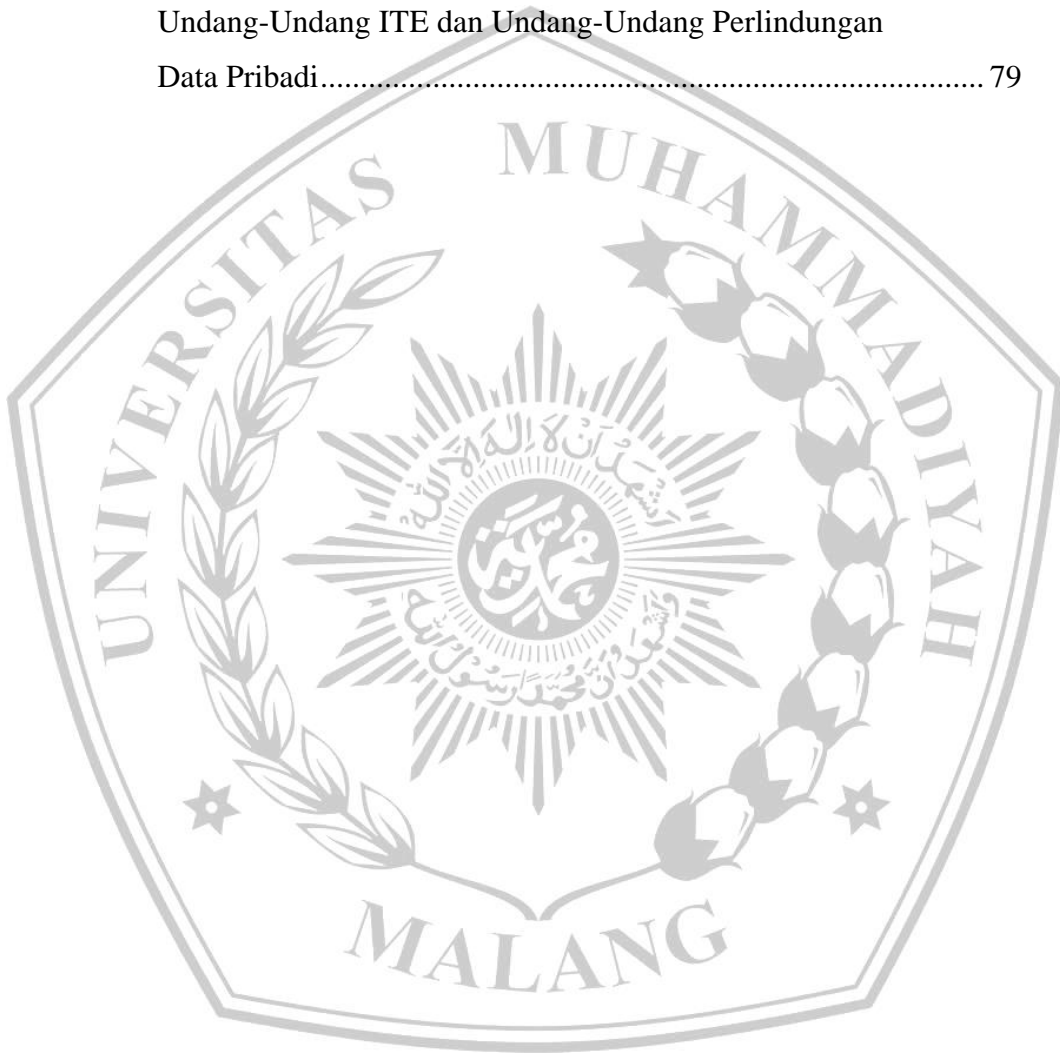 Undang-Undang ITE dan Undang-Undang Perlindungan
Data Pribadi.................................................................................... 79
UNIVERSITAS MUHAMMADIYAH
MALANG